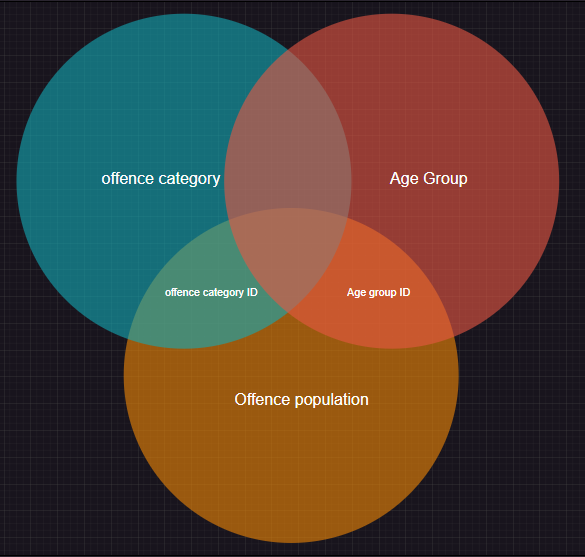 offence category
Age Group
offence category ID
Age group ID
Offence population